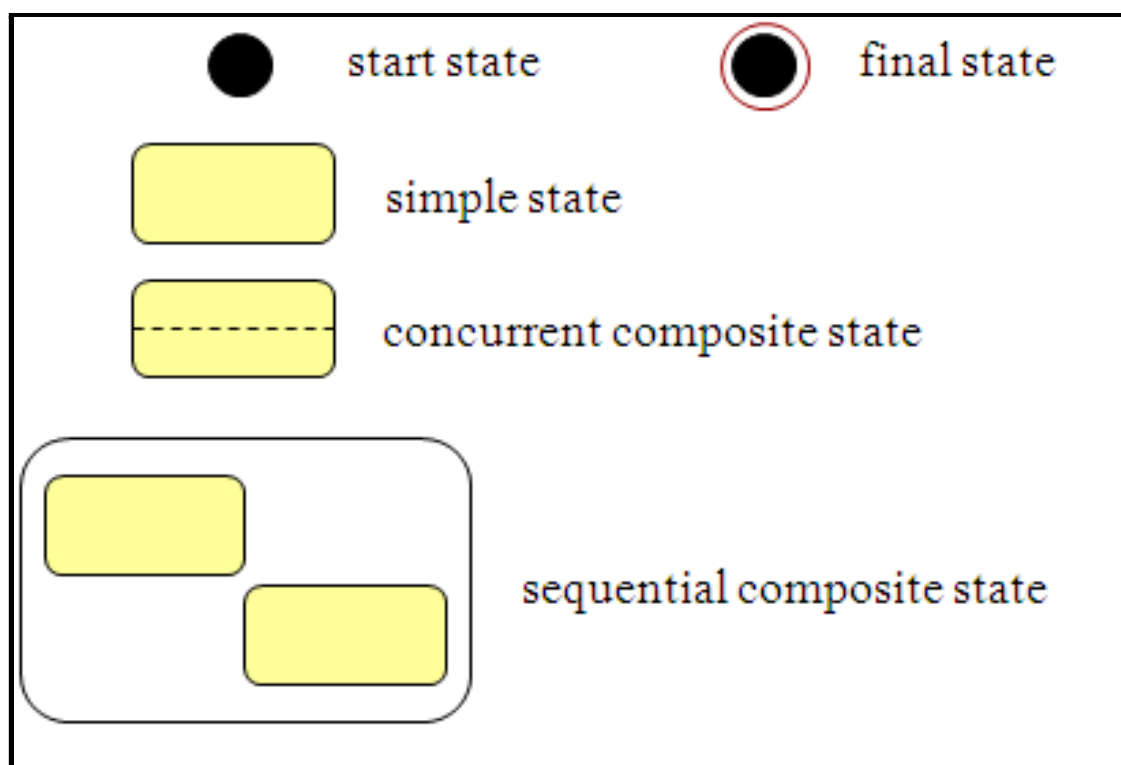 start state
final state
simple state
concurrent composite state
sequential composite state